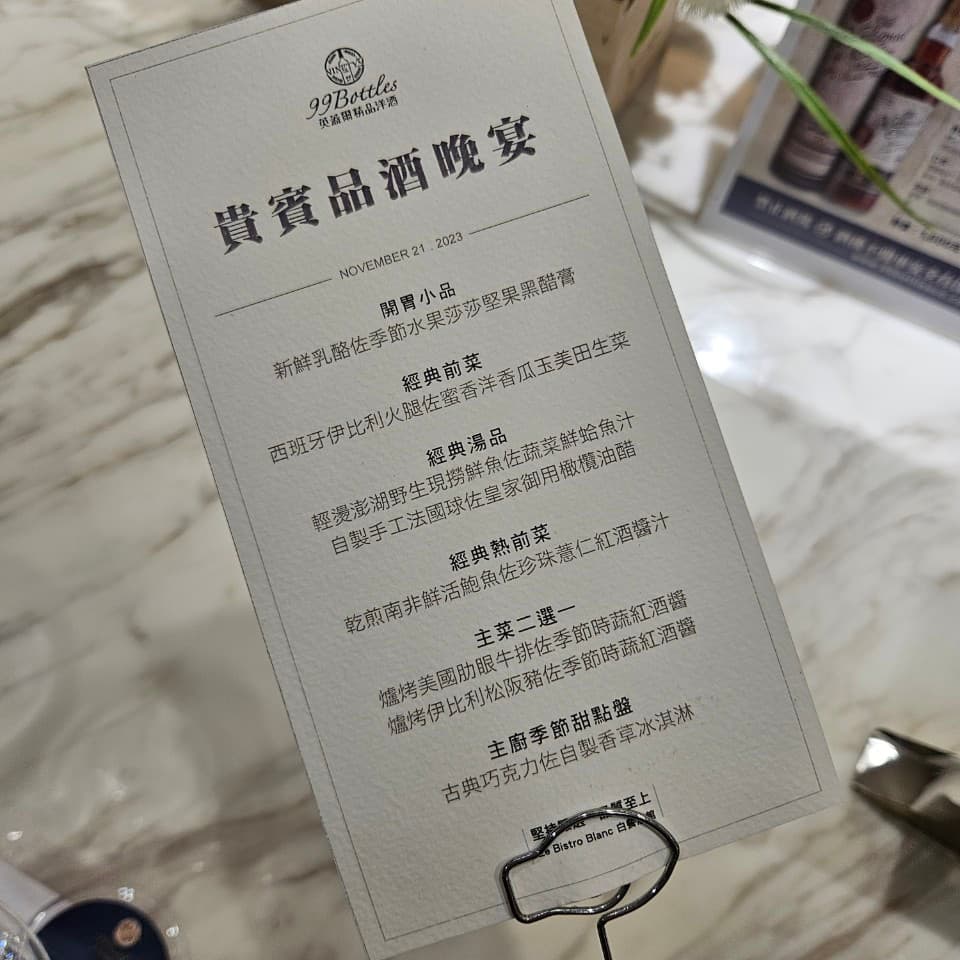 99Bottles
英波爾精品洋酒
貴賓品酒晚宴
NOVEMBER 21 . 2023
開胃小品
新鮮乳酪佐季節水果莎莎堅果黑醋膏
經典前菜
西班牙伊比利火腿佐蜜香洋香瓜玉美田生菜
經典湯品
輕燙澎湖野生現撈鮮魚佐蔬菜鮮蛤魚汁
自製手工法國球佐皇家御用橄欖油醋
經典熱前菜
乾煎南非鮮活鮑魚佐珍珠薏仁紅酒醬汁
主菜二選一
爐烤美國肋眼牛排佐季節時蔬紅酒醬
爐烤伊比利松阪豬佐季節時蔬紅酒醬
主廚季節甜點盤
古典巧克力佐自製香草冰淇淋
堅持 至上
Bistro Blanc 白